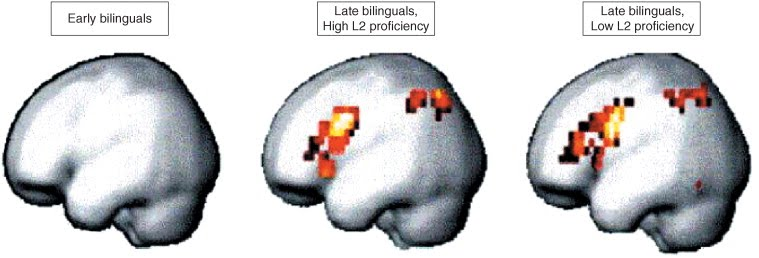 Early bilinguals
Late bilinguals,
High L2 proficiency
Late bilinguals,
Low L2 proficiency